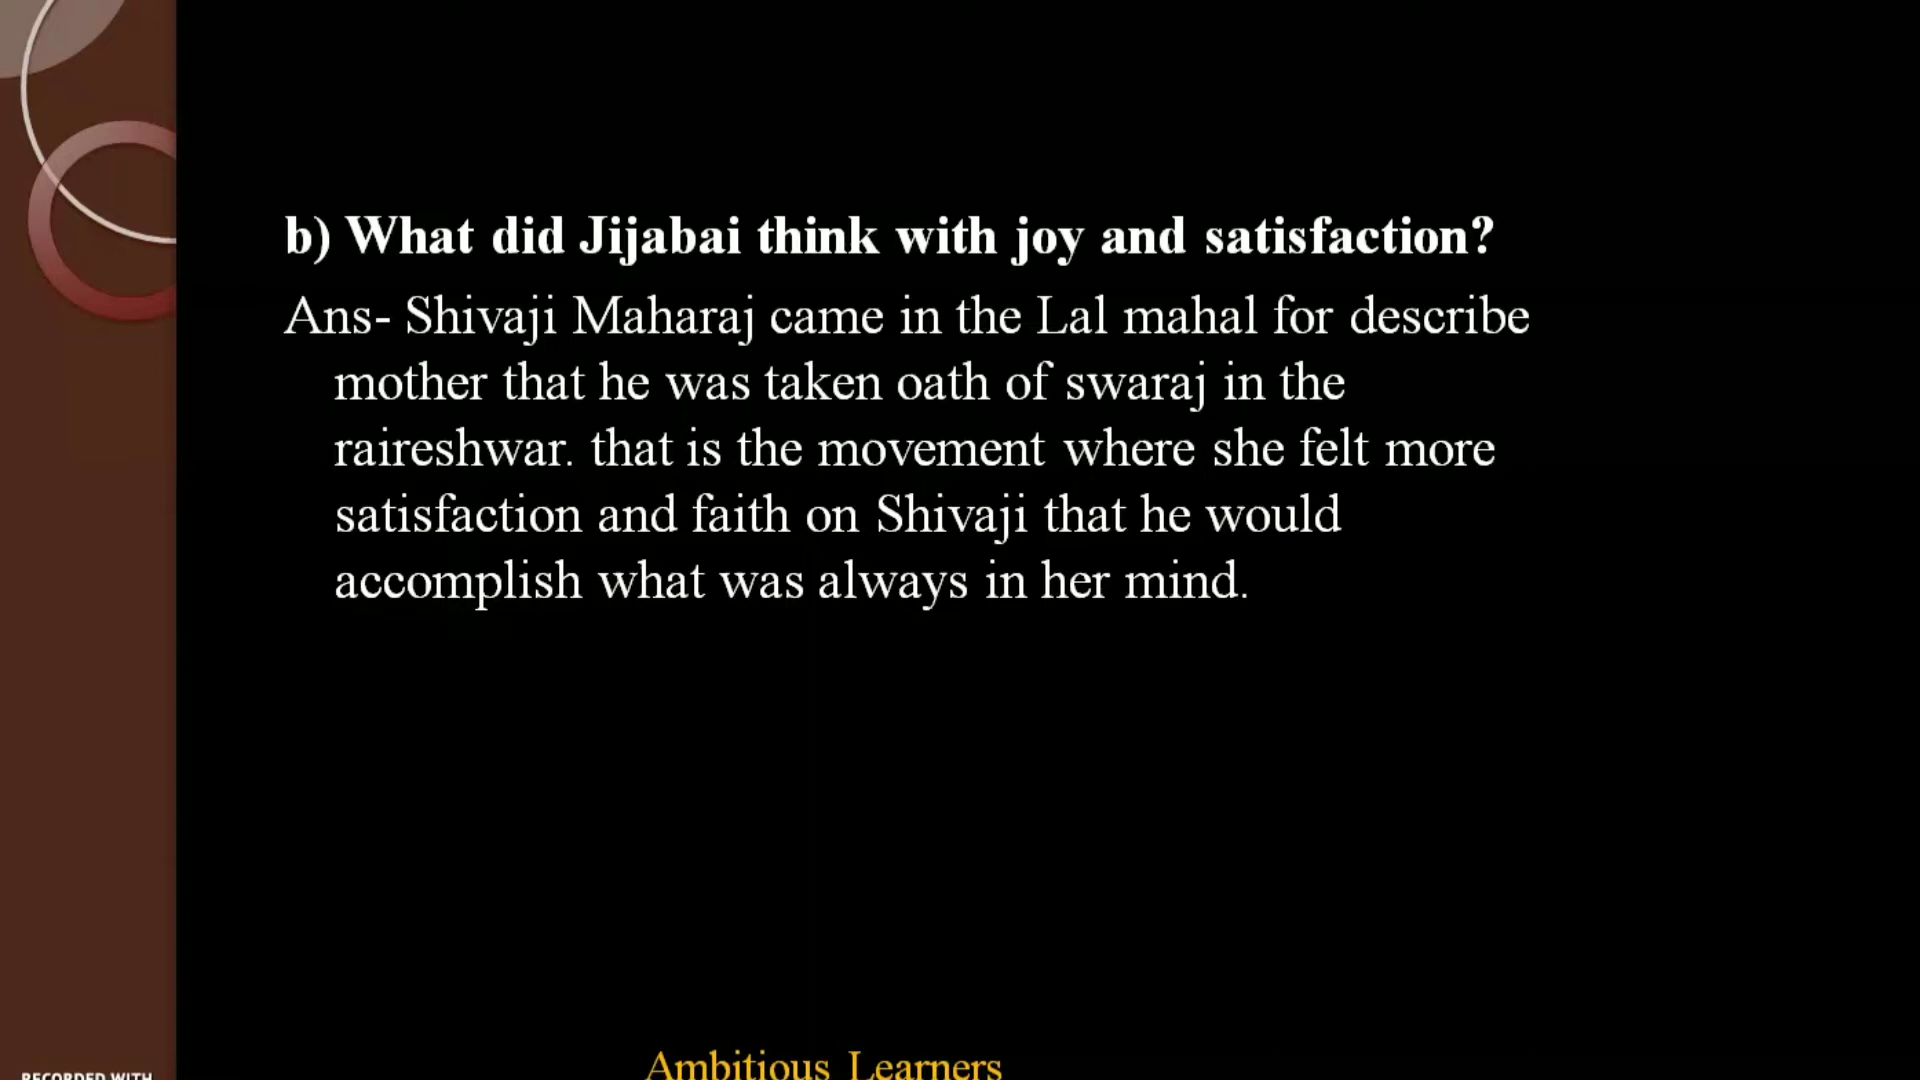 b) What did Jijabai think with joy and satisfaction?
Ans- Shivaji Maharaj came in the Lal mahal for describe
mother that he was taken oath of swaraj in the
raireshwar. that is the movement where she felt more
satisfaction and faith on Shivaji that he would
accomplish what was always in her mind.
Ambitious Learners
RECORDED WITH